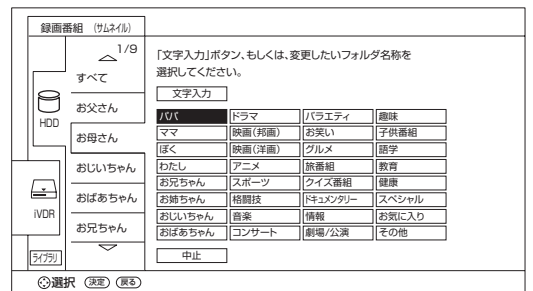 録画番組 (サムネイル)
1/9
すべて
お父さん
お母さん
おじいちゃん
おばあちゃん
お兄ちゃん
HDD
iVDR
ライブラリ
「文字入力」ボタン、もしくは、変更したいフォルダ名称を
選択してください。
文字入力
パパ ドラマ バラエティ 趣味
ママ 映画(邦画) お笑い 子供番組
ぼく 映画(洋画) グルメ 語学
わたし アニメ 旅番組 教育
お兄ちゃん スポーツ クイズ番組 健康
お姉ちゃん 格闘技 ドキュメンタリー スペシャル
おじいちゃん 音楽 情報 お気に入り
おばあちゃん コンサート 劇場/公演 その他
中止
選択 決定 戻る